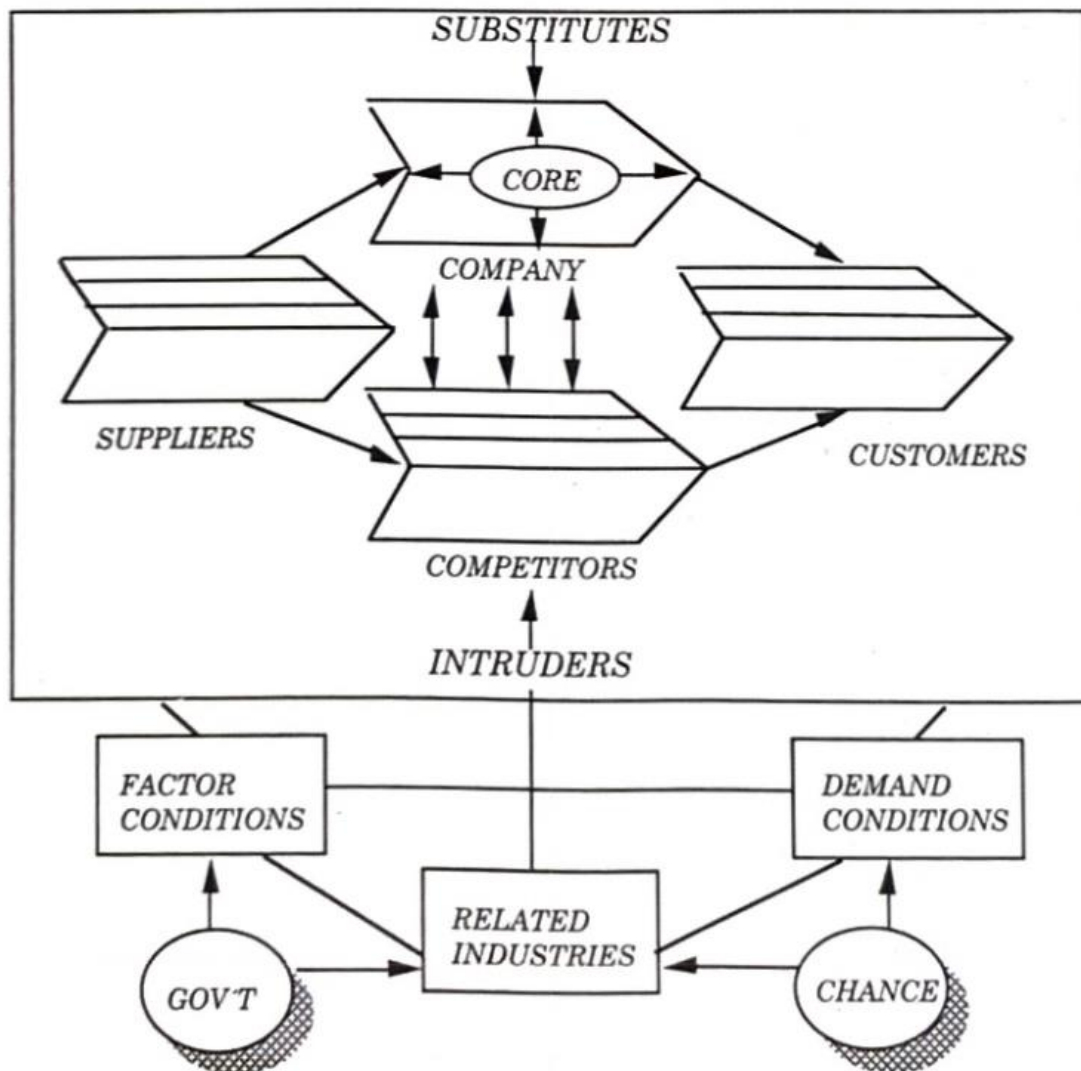 SUBSTITUTES
CORE
COMPANY
SUPPLIERS
CUSTOMERS
COMPETITORS
INTRUDERS
FACTOR
CONDITIONS
DEMAND
CONDITIONS
RELATED
INDUSTRIES
GOV'T
CHANCE